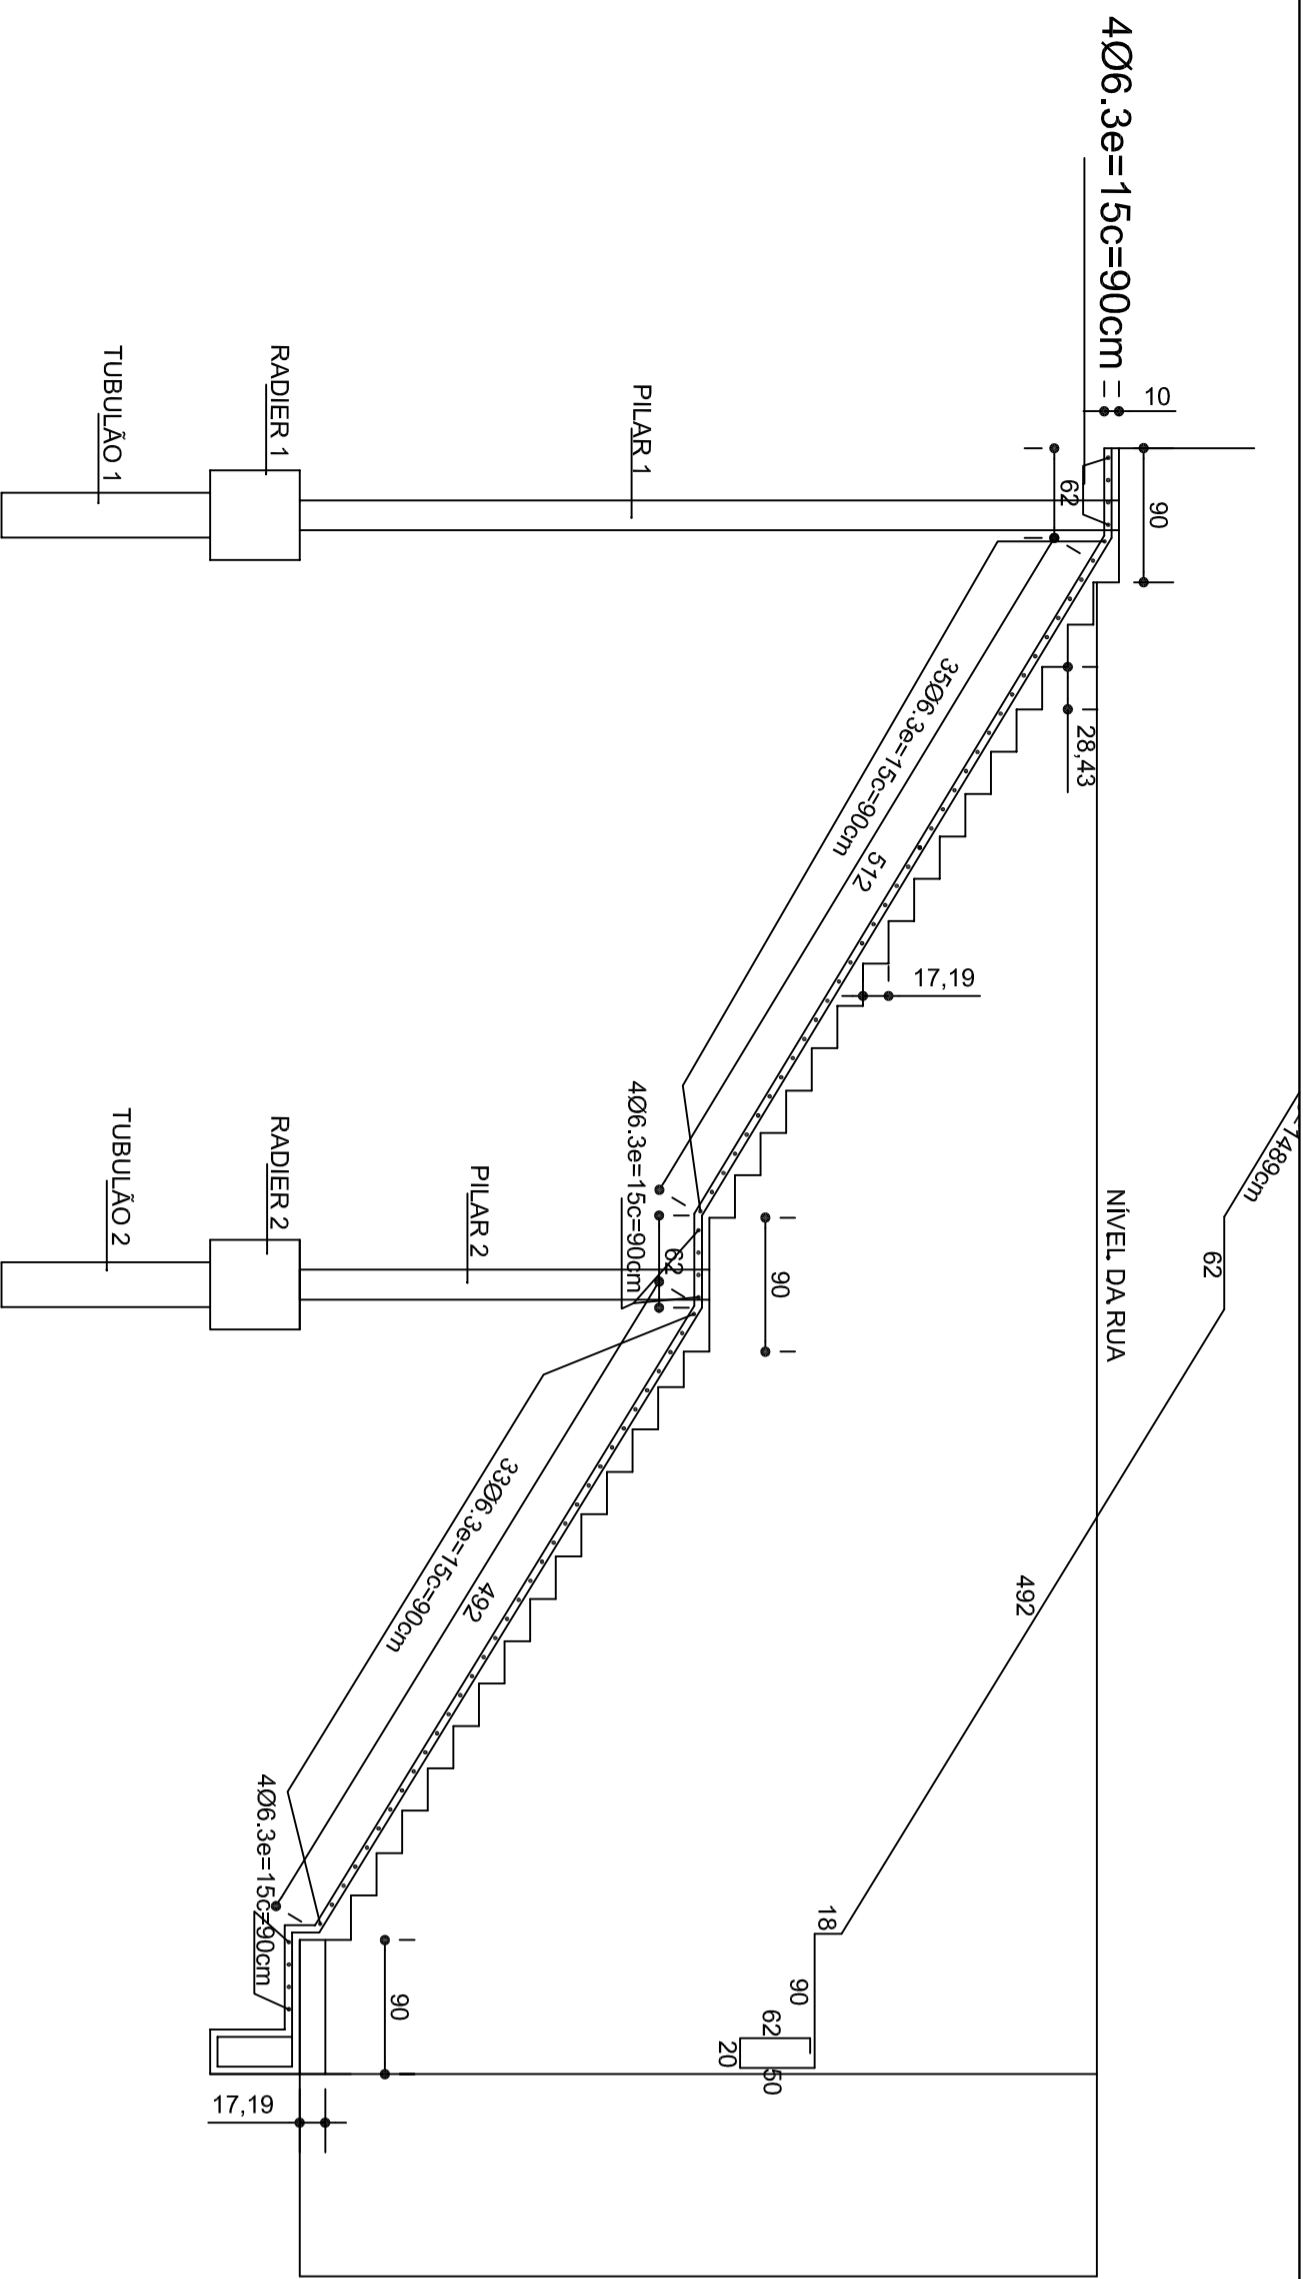 4Ø6.3e=15c=90cm
10
90
62
PILAR 1
RADIER 1
TUBULÃO 1
28,43
35Ø6.3e=15c=90cm
512
17,19
NÍVEL DA RUA
62
492
18
90
62
20
50
4Ø6.3e=15c=90cm
62
90
PILAR 2
RADIER 2
TUBULÃO 2
33Ø6.3e=15c=90cm
492
4Ø6.3e=15c=90cm
90
17,19